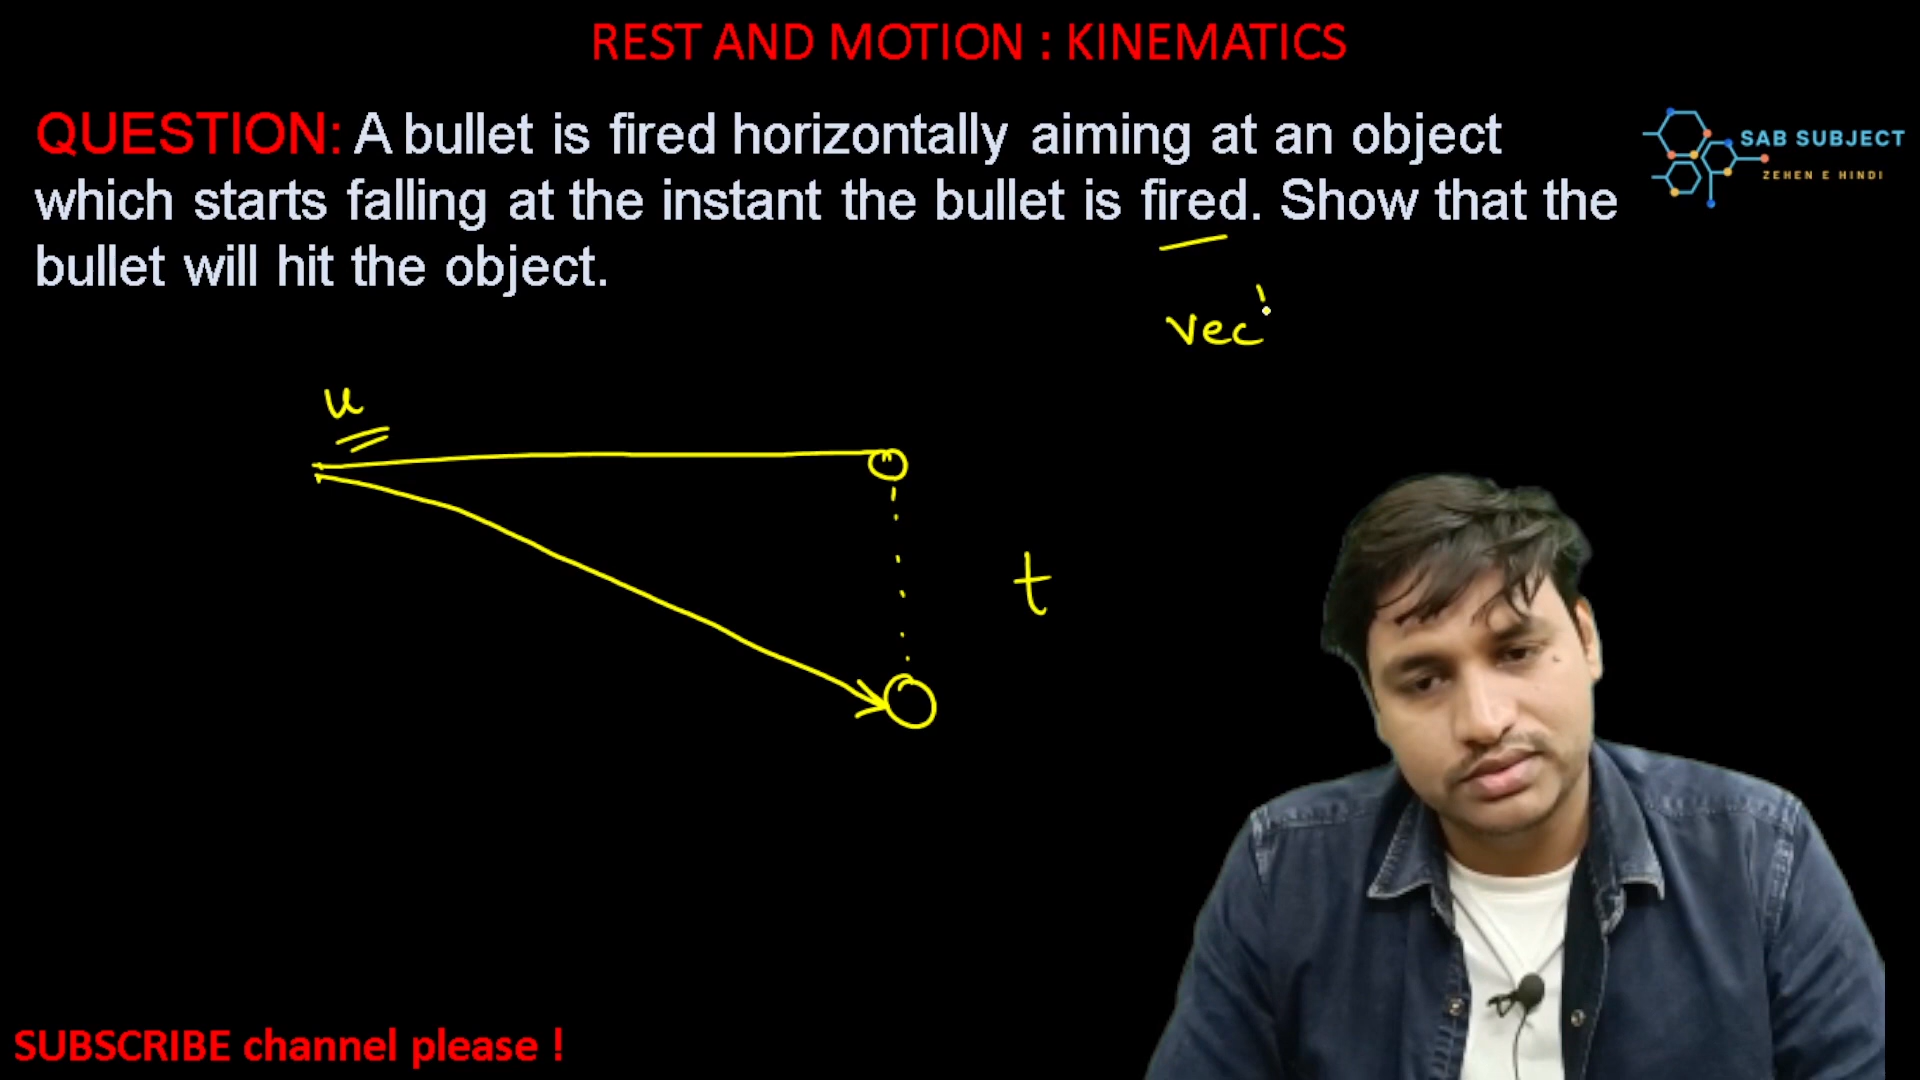 REST AND MOTION : KINEMATICS
QUESTION: A bullet is fired horizontally aiming at an object
which starts falling at the instant the bullet is fired. Show that the
bullet will hit the object.
SAB SUBJECT
ZEHEN E HINDI
vec
u
t
SUBSCRIBE channel please !